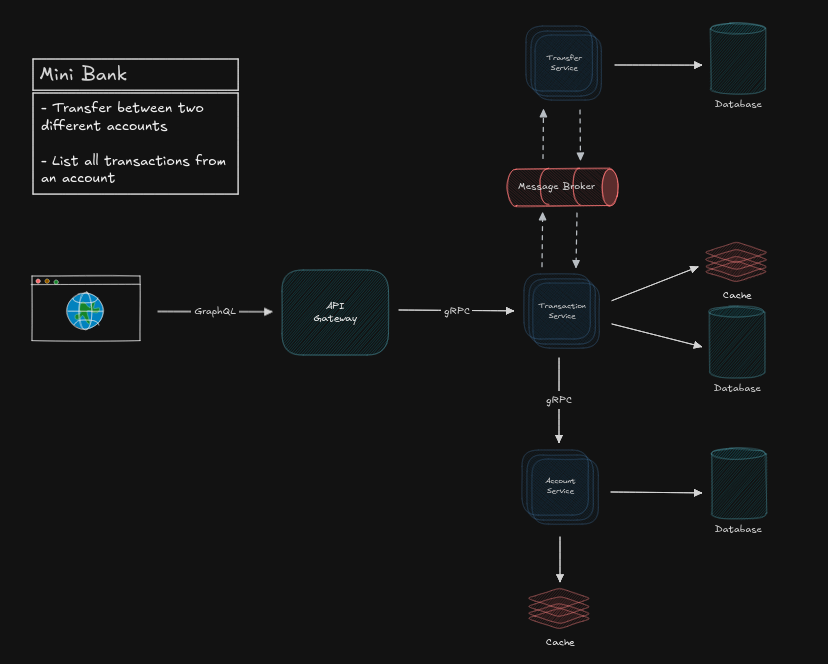 Mini Bank
- Transfer between two
different accounts
- List all transactions from
an account
Transfer
Service
Database
Message Broker
GraphQL
API
Gateway
gRPC
Transaction
Service
Cache
Database
gRPC
Account
Service
Database
Cache